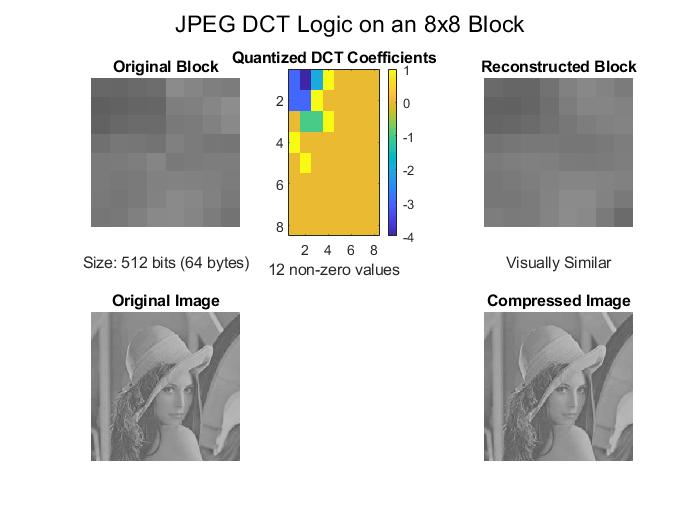 JPEG DCT Logic on an 8x8 Block
Original Block
Quantized DCT Coefficients
Reconstructed Block
2
4
6
8
2 4 6 8
1
0
-1
-2
-3
-4
Size: 512 bits (64 bytes)
12 non-zero values
Visually Similar
Original Image
Compressed Image